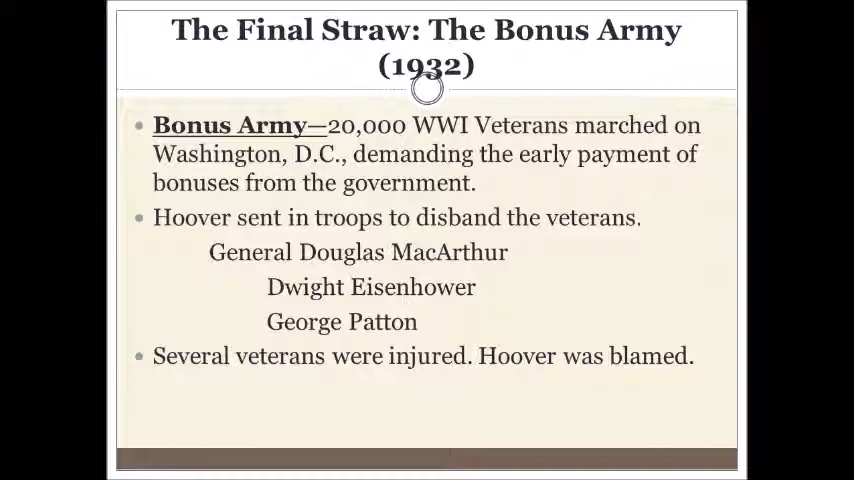 The Final Straw: The Bonus Army
(1932)
• Bonus Army—20,000 WWI Veterans marched on
Washington, D.C., demanding the early payment of
bonuses from the government.
• Hoover sent in troops to disband the veterans.
General Douglas MacArthur
Dwight Eisenhower
George Patton
• Several veterans were injured. Hoover was blamed.